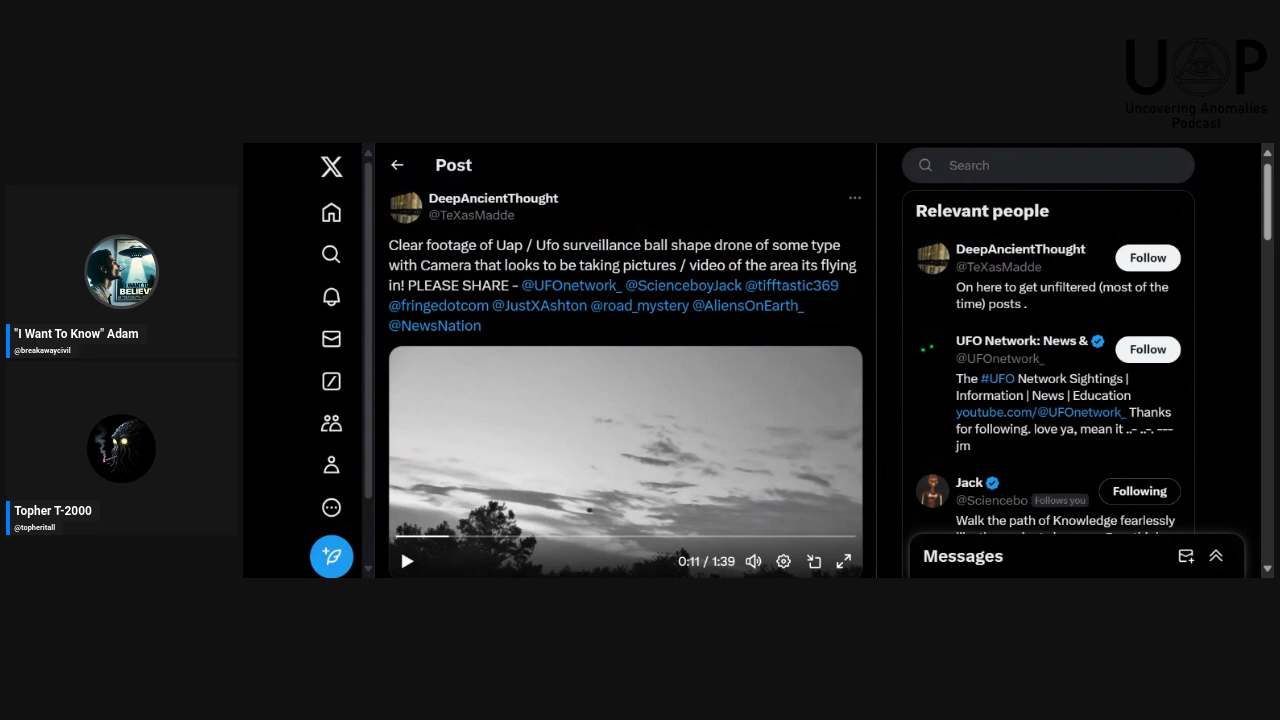 U P
Uncovering Anomalies
Podcast
"I Want To Know" Adam
@breakawaycivil
Topher T-2000
@topheritall
Post
DeepAncientThought
@TeXasMadde
Clear footage of Uap / Ufo surveillance ball shape drone of some type
with Camera that looks to be taking pictures / video of the area its flying
in! PLEASE SHARE - @UFOnetwork_ @ScienceboyJack @tifftastic369
@fringedotcom @JustXAshton @road_mystery @AliensOnEarth_
@NewsNation
0:11 / 1:39
Search
Relevant people
DeepAncientThought
@TeXasMadde
Follow
On here to get unfiltered (most of the
time) posts .
UFO Network: News &
@UFOnetwork_
Follow
The #UFO Network Sightings |
Information | News | Education
youtube.com/@UFOnetwork_ Thanks
for following. love ya, mean it ..- ..-. ---
jm
Jack
@Sciencebo Follows you
Following
Walk the path of Knowledge fearlessly
Messages